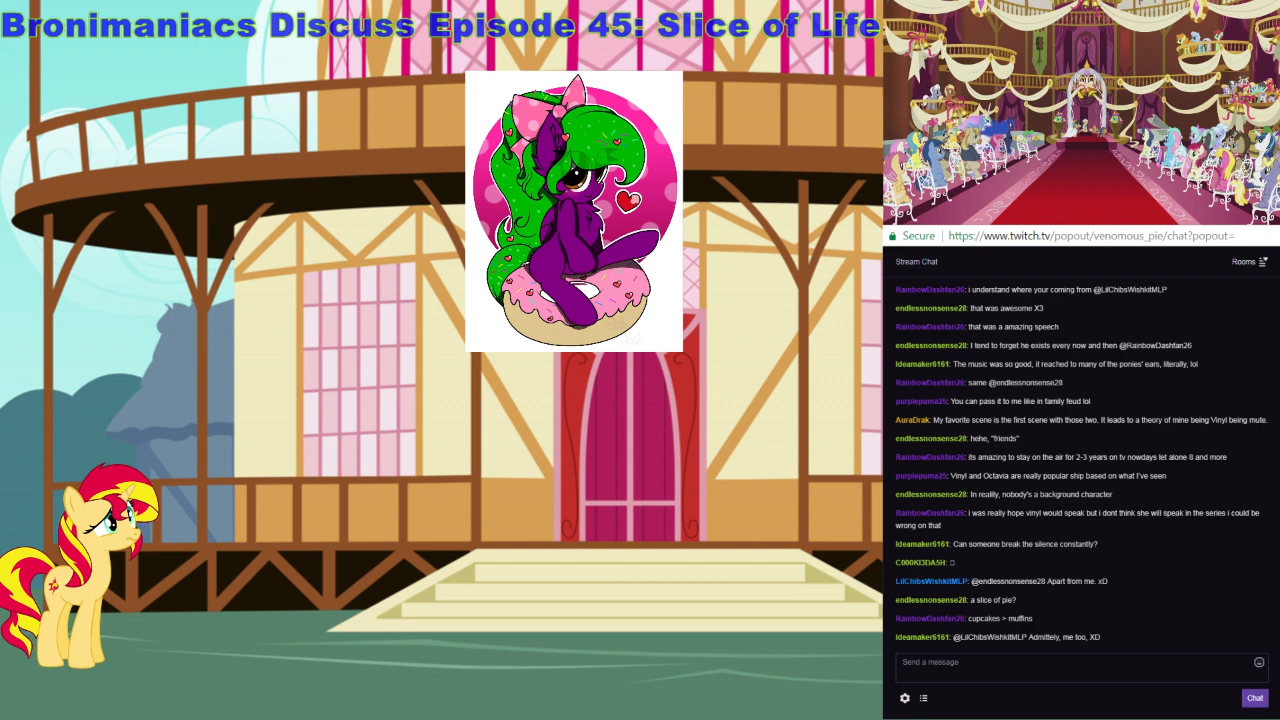 Bronimaniacs Discuss Episode 45: Slice of Life
Secure https://www.twitch.tv/popout/venomous_pie/chat?popout=
Stream Chat
Rooms
RainbowDashfan26: i understand where your coming from @LilChibsWishkitMLP
endlessnonsense28: that was awesome X3
RainbowDashfan26: that was a amazing speech
endlessnonsense28: I tend to forget he exists every now and then @RainbowDashfan26
Ideamaker6161: The music was so good, it reached to many of the ponies' ears, literally, lol
RainbowDashfan26: same @endlessnonsense28
purplepuma25: You can pass it to me like in family feud lol
AuraDrak: My favorite scene is the first scene with those two. It leads to a theory of mine being Vinyl being mute.
endlessnonsense28: hehe, "friends"
RainbowDashfan26: its amazing to stay on the air for 2-3 years on tv nowdays let alone 8 and more
purplepuma25: Vinyl and Octavia are really popular ship based on what I've seen
endlessnonsense28: In reality, nobody's a background character
RainbowDashfan26: i was really hope vinyl would speak but i dont think she will speak in the series i could be
wrong on that
Ideamaker6161: Can someone break the silence constantly?
C000KI3DA5H:
LilChibsWishkitMLP: @endlessnonsense28 Apart from me. xD
endlessnonsense28: a slice of pie?
RainbowDashfan26: cupcakes > muffins
Ideamaker6161: @LilChibsWishkitMLP Admittely, me too, XD
Send a message
Chat